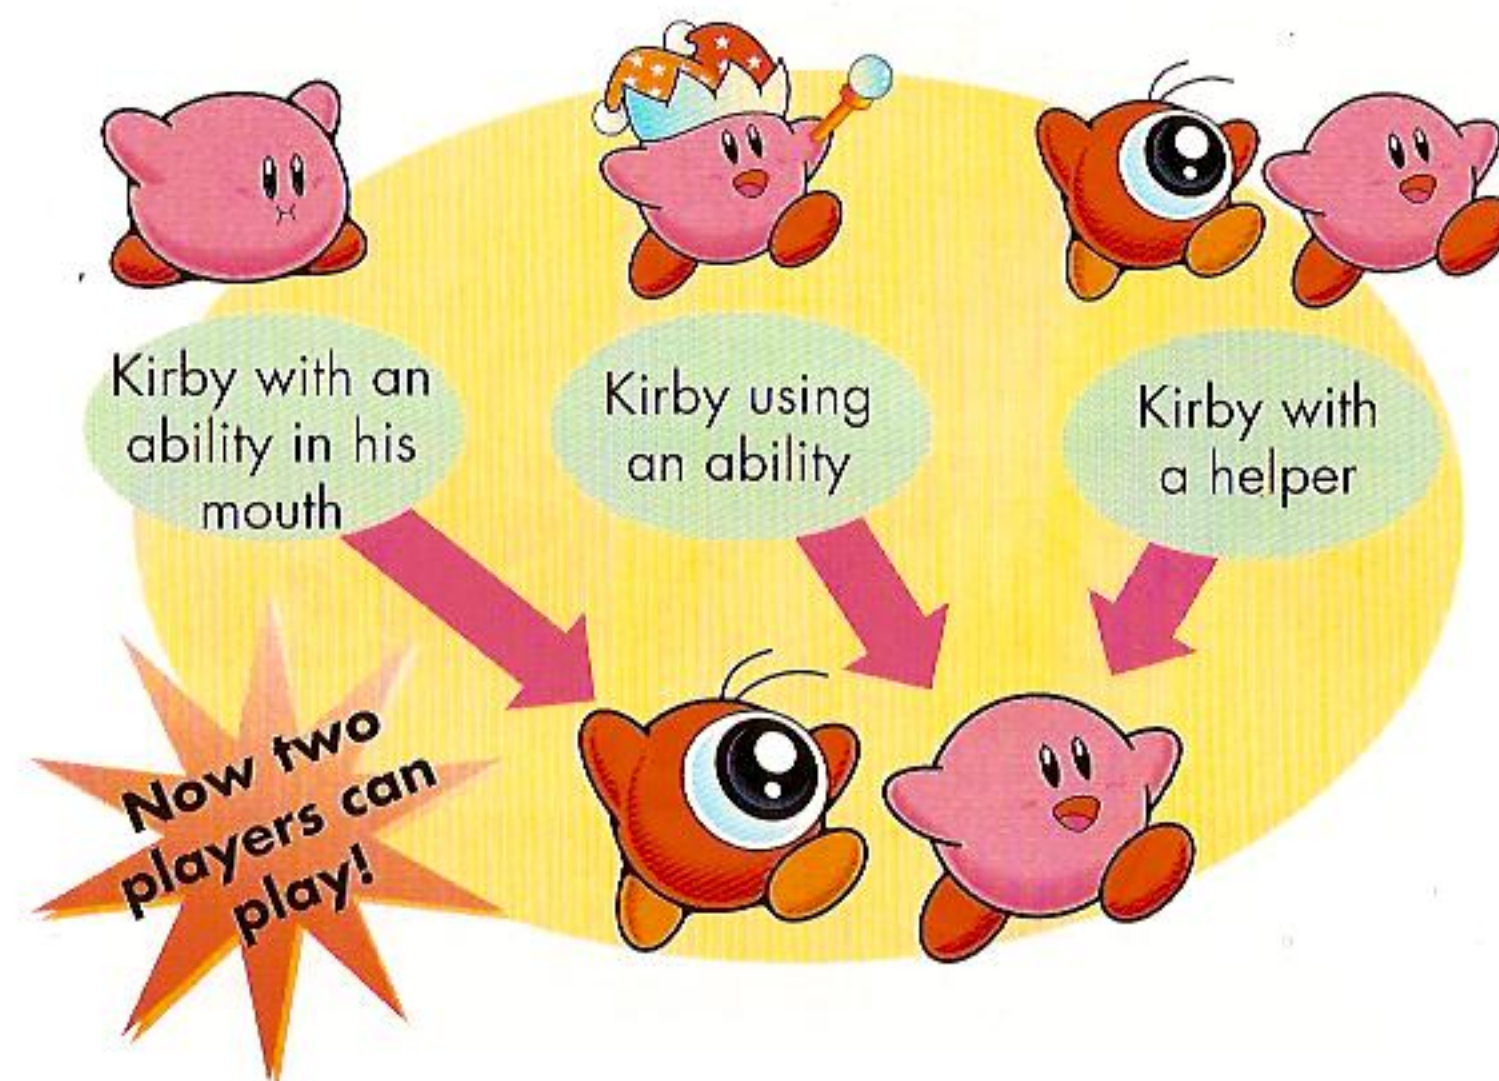 Kirby with an
ability in his
mouth
Kirby using
an ability
Kirby with
a helper
Now two
players can
play!